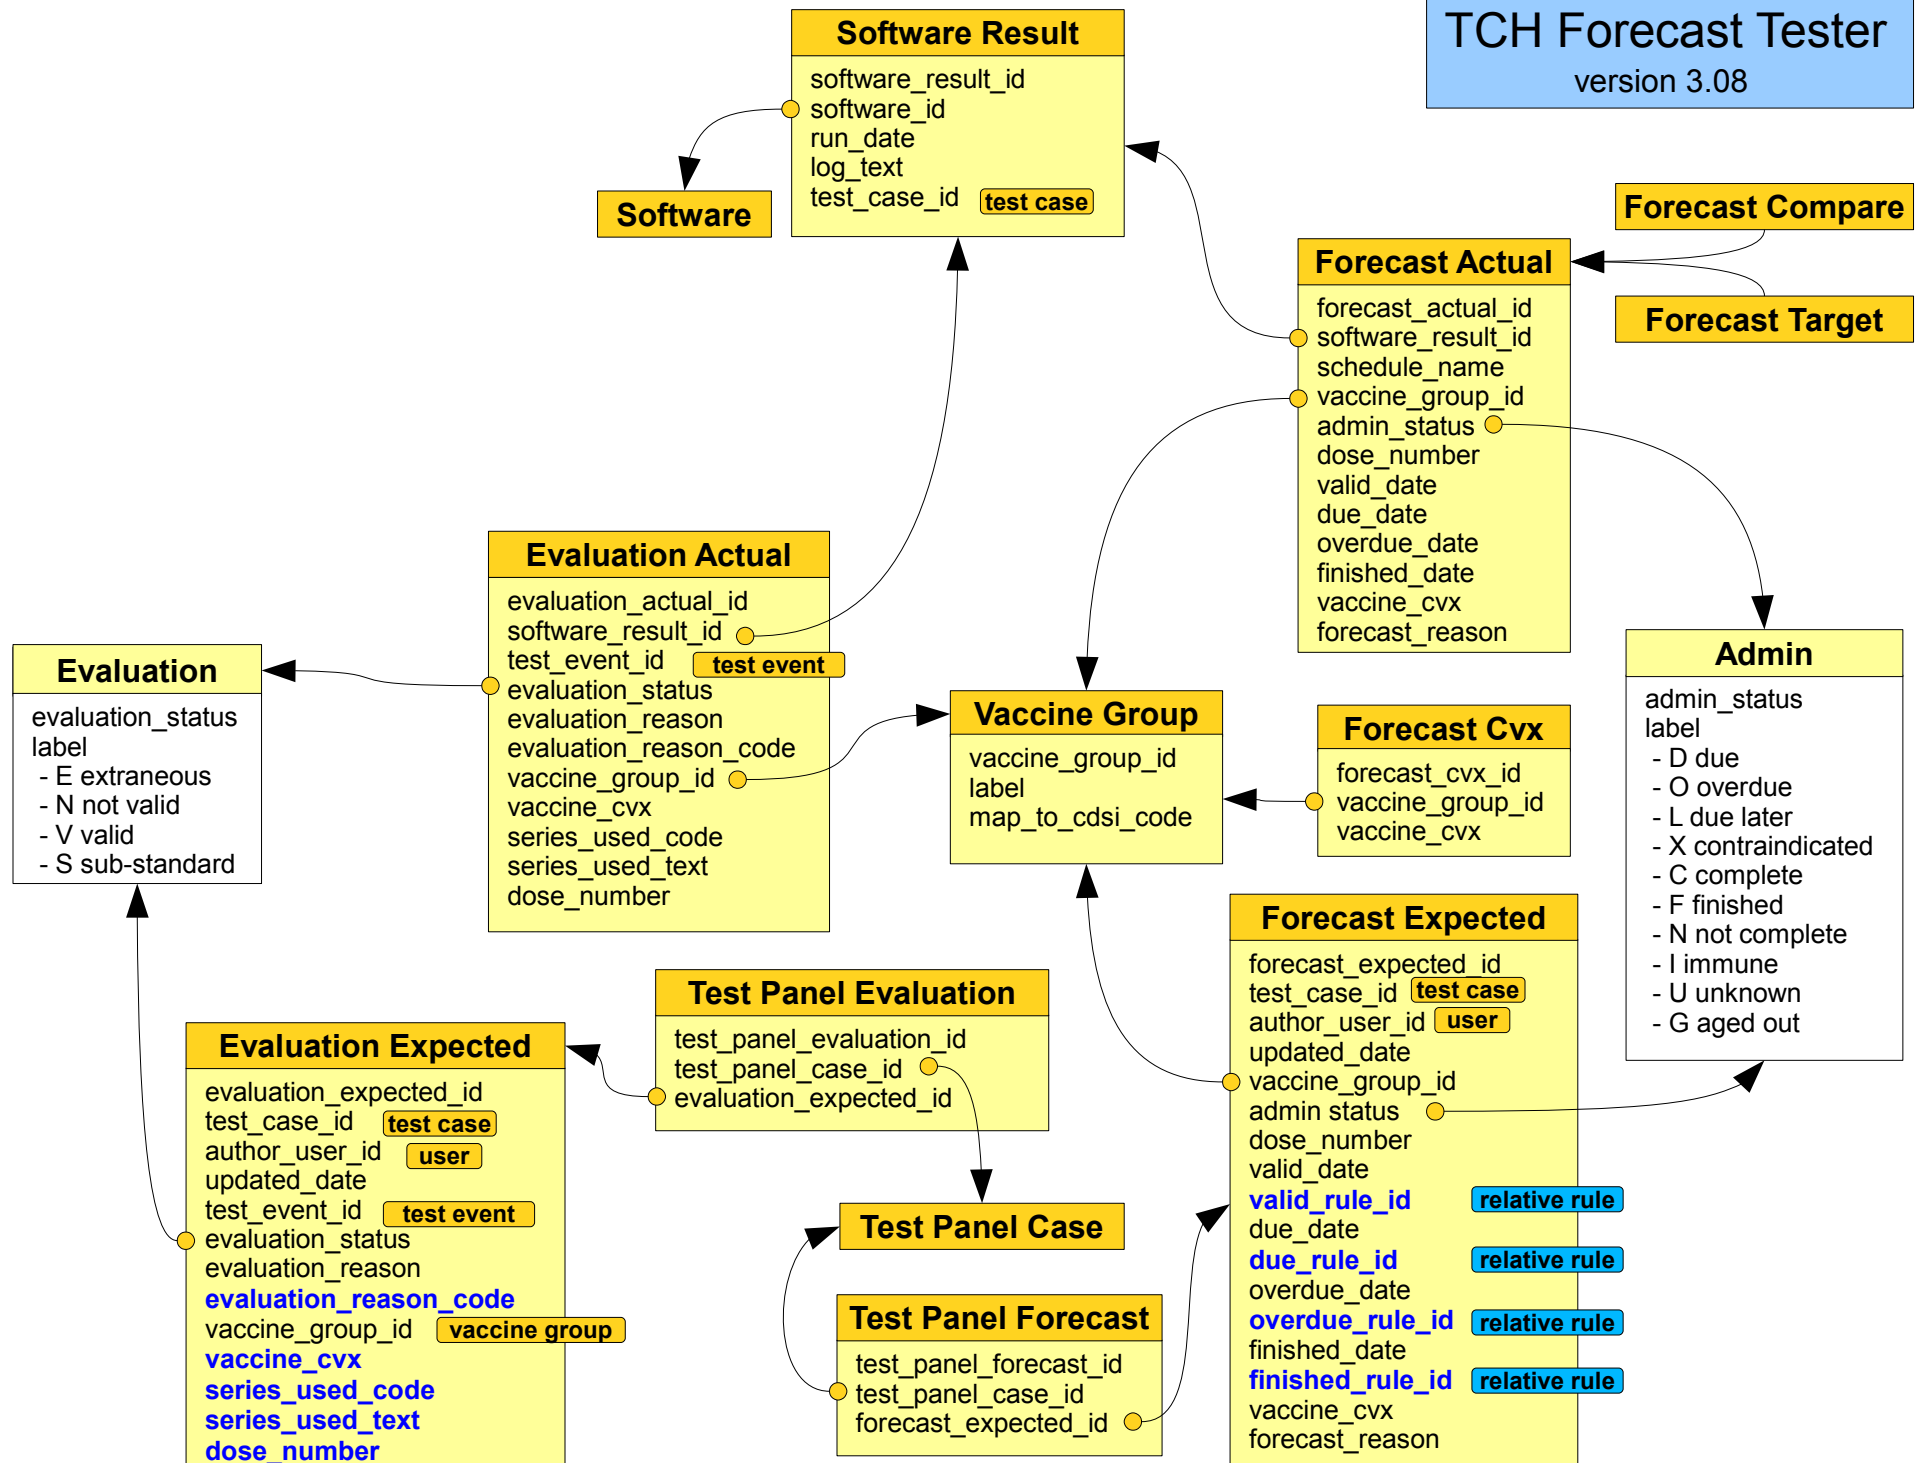 TCH Forecast Tester
version 3.08
Software Result
software_result_id
software_id
run_date
log_text
test_case_id test case
Software
Forecast Compare
Forecast Target
Forecast Actual
forecast_actual_id
software_result_id
schedule_name
vaccine_group_id
admin_status
dose_number
valid_date
due_date
overdue_date
finished_date
vaccine_cvx
forecast_reason
Evaluation Actual
evaluation_actual_id
software_result_id
test_event_id test event
evaluation_status
evaluation_reason
evaluation_reason_code
vaccine_group_id
vaccine_cvx
series_used_code
series_used_text
dose_number
Evaluation
evaluation_status
label
- E extraneous
- N not valid
- V valid
- S sub-standard
Vaccine Group
vaccine_group_id
label
map_to_cdsi_code
Forecast Cvx
forecast_cvx_id
vaccine_group_id
vaccine_cvx
Admin
admin_status
label
- D due
- O overdue
- L due later
- X contraindicated
- C complete
- F finished
- N not complete
- I immune
- U unknown
- G aged out
Forecast Expected
forecast_expected_id
test_case_id test case
author_user_id user
updated_date
vaccine_group_id
admin status
dose_number
valid_date
valid_rule_id relative rule
due_date
due_rule_id relative rule
overdue_date
overdue_rule_id relative rule
finished_date
finished_rule_id relative rule
vaccine_cvx
forecast_reason
Test Panel Evaluation
test_panel_evaluation_id
test_panel_case_id
evaluation_expected_id
Evaluation Expected
evaluation_expected_id
test_case_id test case
author_user_id user
updated_date
test_event_id test event
evaluation_status
evaluation_reason
evaluation_reason_code
vaccine_group_id vaccine group
vaccine_cvx
series_used_code
series_used_text
dose_number
Test Panel Case
Test Panel Forecast
test_panel_forecast_id
test_panel_case_id
forecast_expected_id